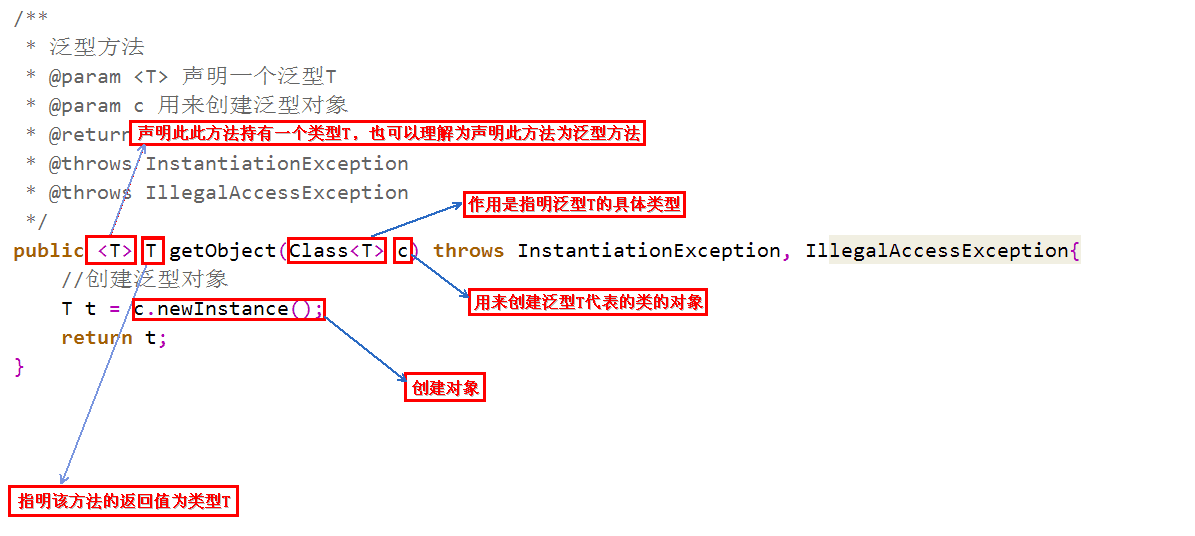 /**
* 泛型方法
* @param <T> 声明一个泛型T
* @param c 用来创建泛型对象
* @return
声明此此方法持有一个类型T，也可以理解为声明此方法为泛型方法
* @throws InstantiationException
* @throws IllegalAccessException
作用是指明泛型T的具体类型
*/
public <T> T getObject(Class<T> c) throws InstantiationException, IllegalAccessException{
//创建泛型对象
T t = c.newInstance();
用来创建泛型T代表的类的对象
return t;
}
创建对象
指明该方法的返回值为类型T